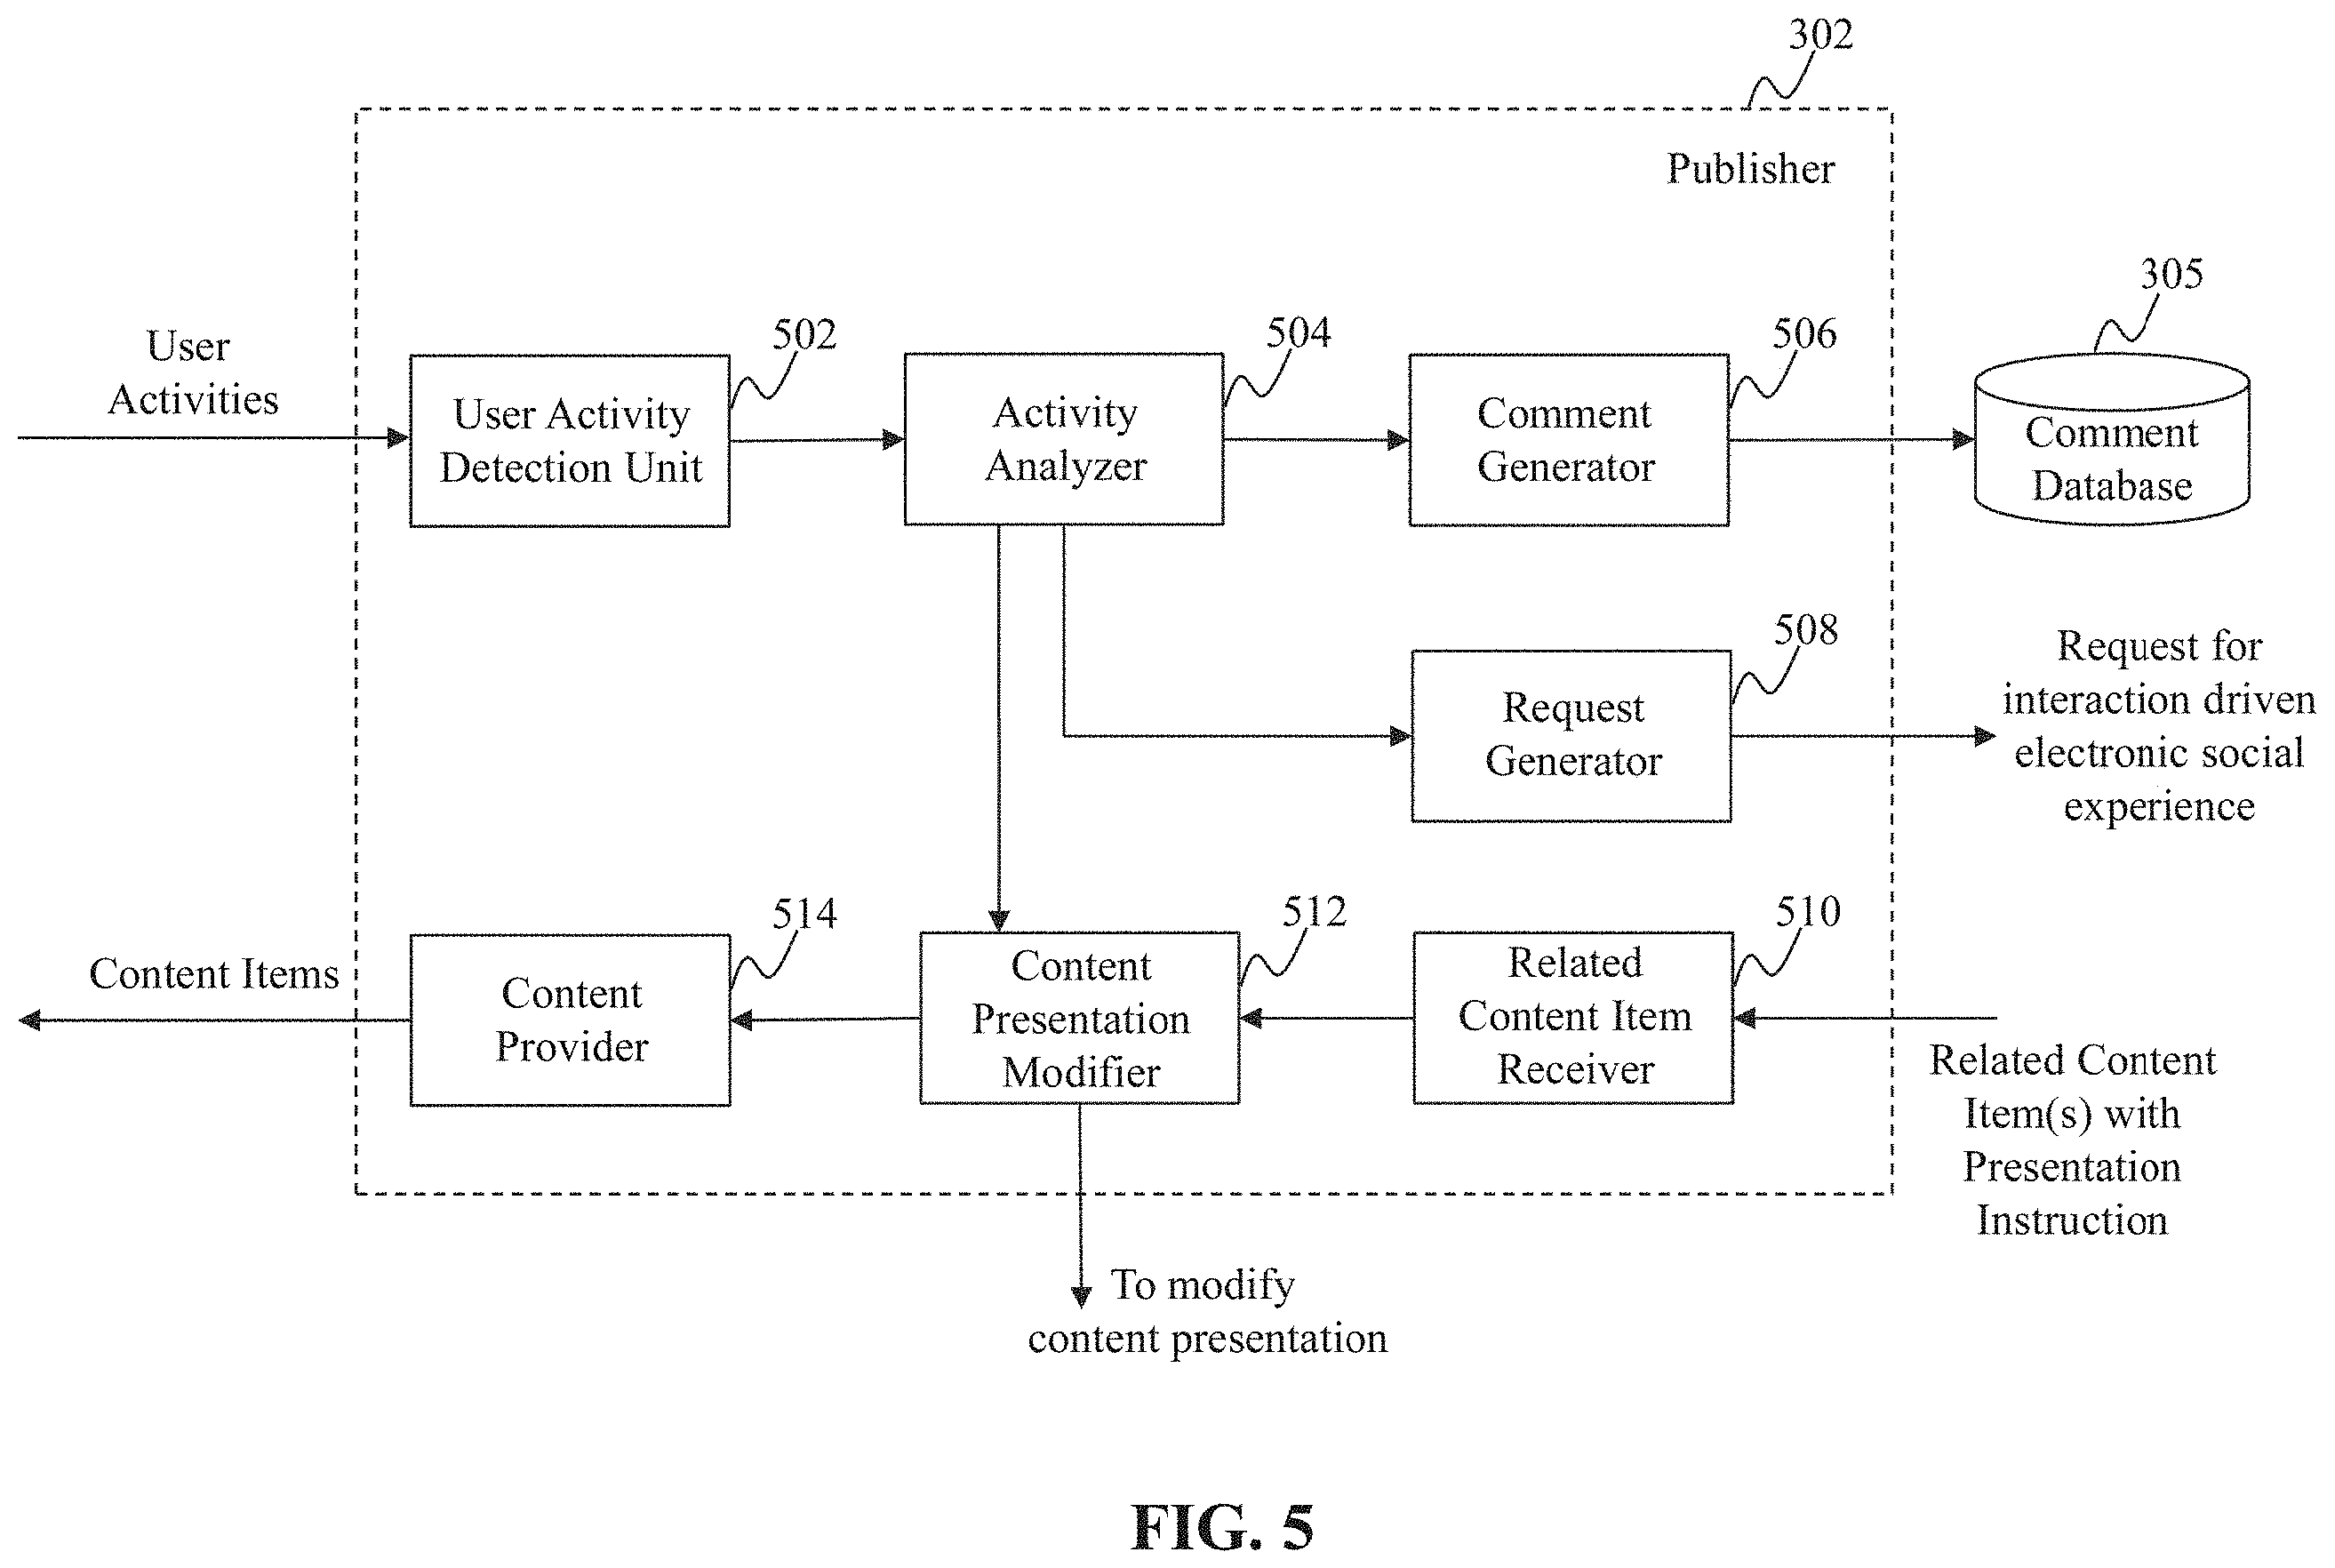 302
Publisher
305
User
Activities
502
504
506
User Activity
Detection Unit
Activity
Analyzer
Comment
Generator
Comment
Database
508
Request
Generator
Request for
interaction driven
electronic social
experience
514
512
510
Content Items
Content
Provider
Content
Presentation
Modifier
Related
Content Item
Receiver
Related Content
Item(s) with
Presentation
Instruction
To modify
content presentation
FIG. 5